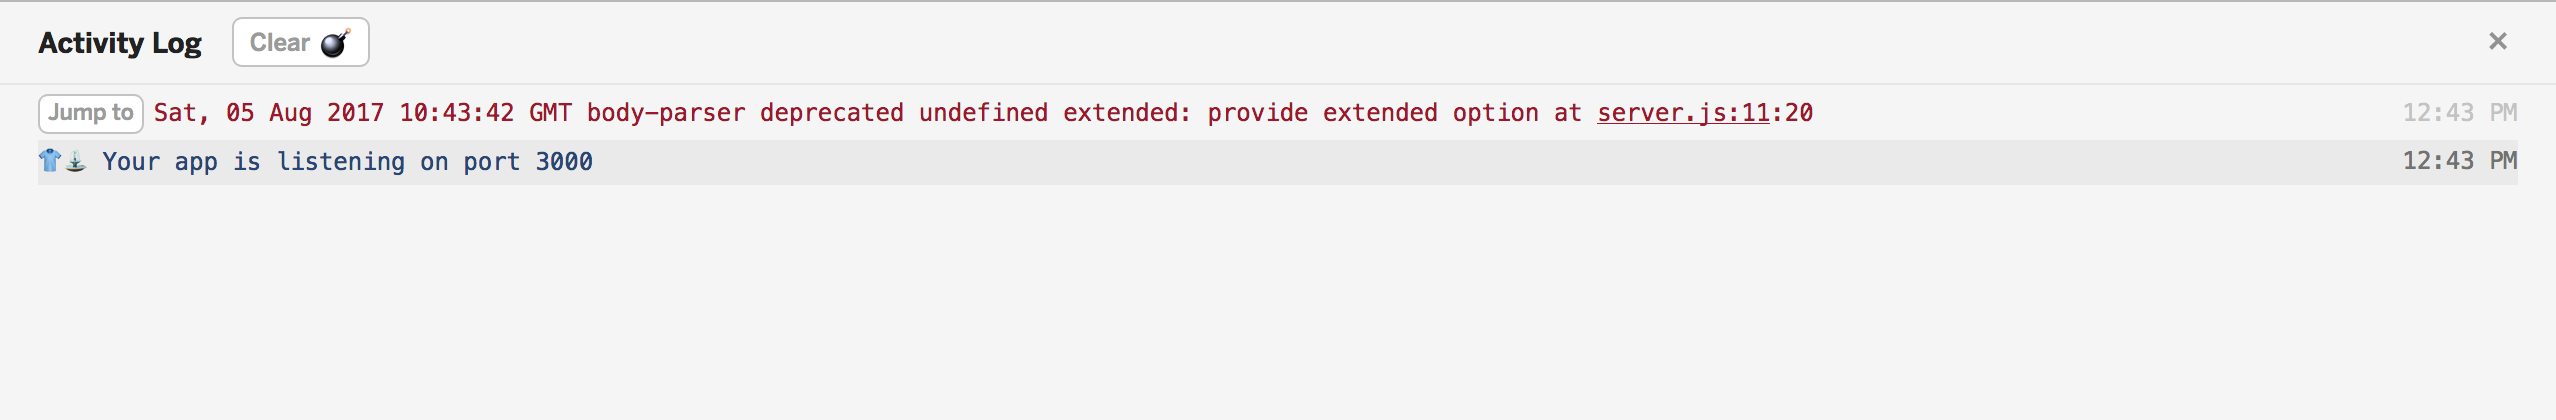 Activity Log Clear 💣 ×
Jump to Sat, 05 Aug 2017 10:43:42 GMT body-parser deprecated undefined extended: provide extended option at server.js:11:20 12:43 PM
Your app is listening on port 3000 12:43 PM